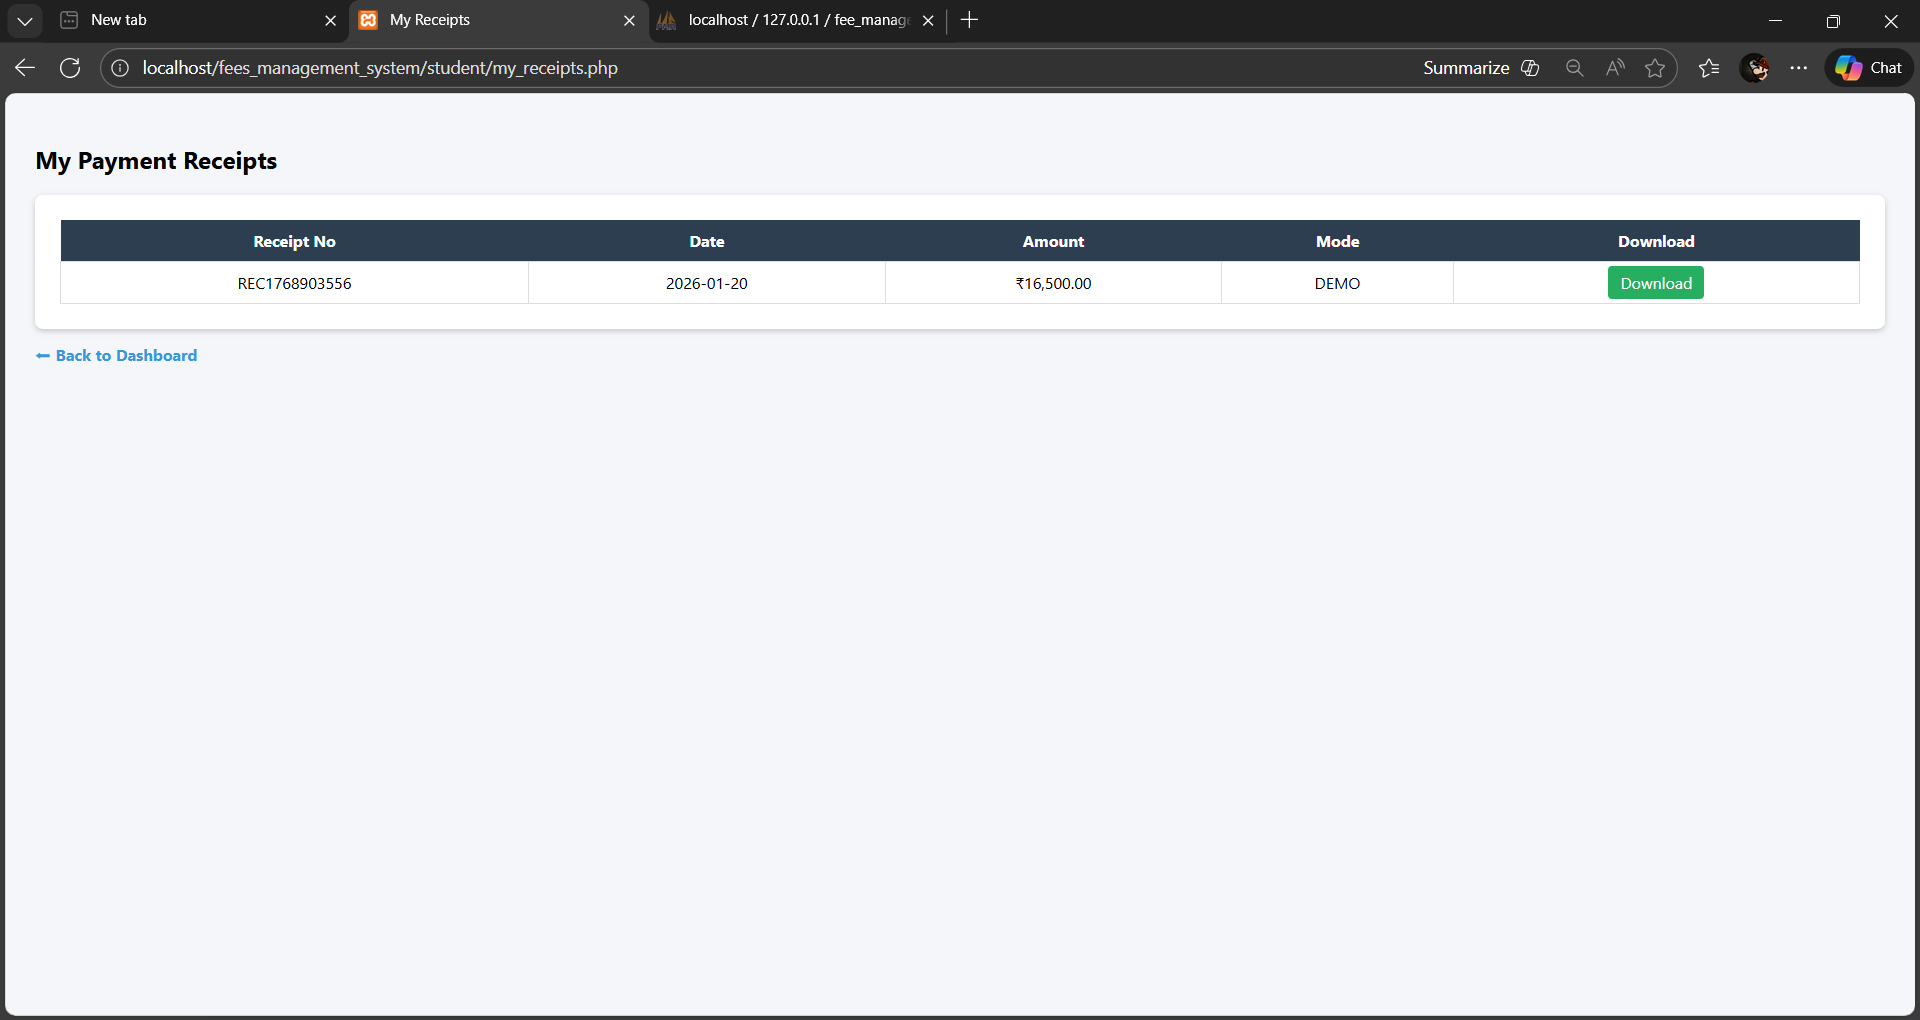 New tab
My Receipts
localhost / 127.0.0.1 / fee_manag
localhost/fees_management_system/student/my_receipts.php
Summarize
Chat
My Payment Receipts
Receipt No Date Amount Mode Download
REC1768903556 2026-01-20 ₹16,500.00 DEMO Download
⬅ Back to Dashboard